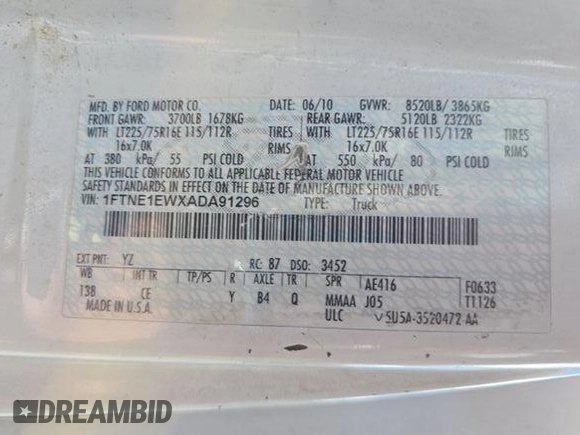 MFD. BY FORD MOTOR CO. DATE: 06/10 GVWR: 8520LB/ 3865KG
FRONT GAWR: 3700LB 1678KG REAR GAWR: 5120LB 2322KG
WITH LT225/75R16E 115/112R TIRES WITH LT225/75R16E 115/112R TIRES
16x7.0K RIMS 16x7.0K RIMS
AT 380 kPa/ 55 PSI COLD AT 550 kPa/ 80 PSI COLD
THIS VEHICLE CONFORMS TO ALL APPLICABLE FEDERAL MOTOR VEHICLE
SAFETY STANDARDS IN EFFECT ON THE DATE OF MANUFACTURE SHOWN ABOVE.
VIN: 1FTNE1EWXADA91296 TYPE: Truck
EXT PNT: YZ RC: 87 DSO: 3452
WB INT TR TP/PS R AXLE TR SPR AE416 F0633
138 CE Y B4 Q MMAA J05 T1126
MADE IN U.S.A. ULC 5U5A-3520472 AA
DREAMBID